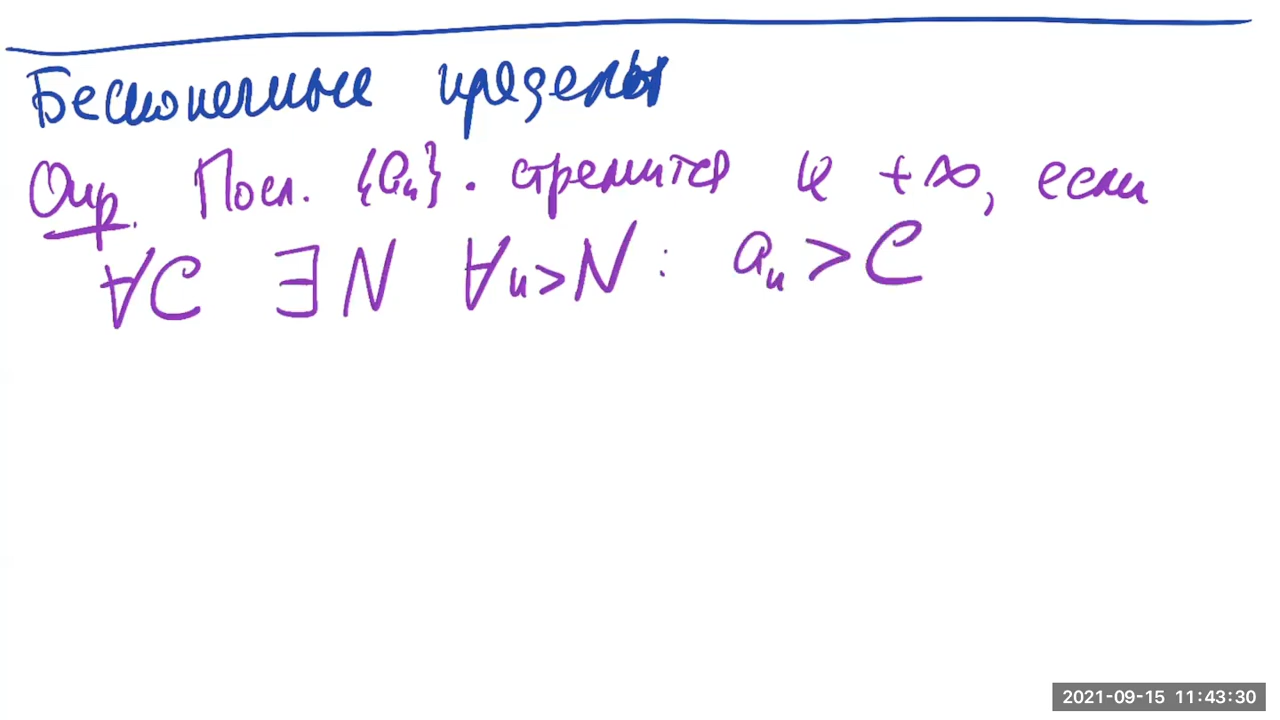 Бесконечные пределы
Опр. Посл. {aₙ} стремится к +∞, если
∀C ∃N ∀n>N: aₙ > C
2021-09-15 11:43:30